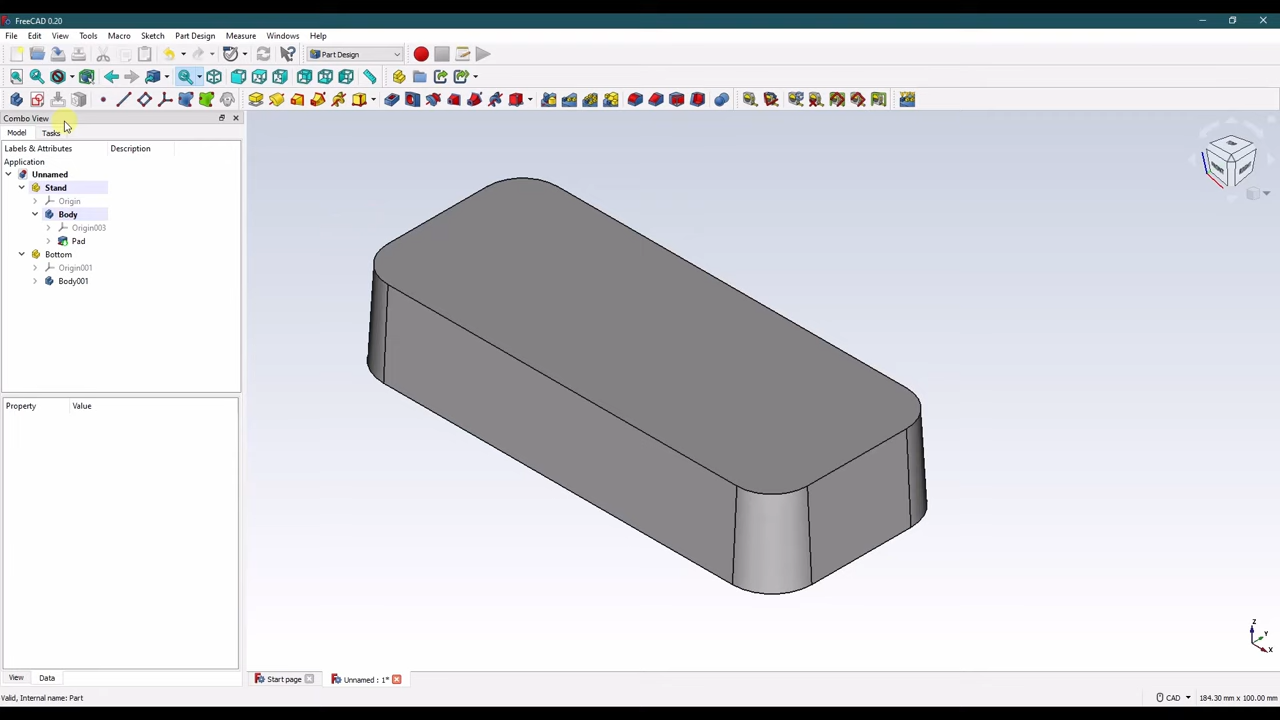 FreeCAD 0.20
File Edit View Tools Macro Sketch Part Design Measure Windows Help
Part Design
Combo View
Model Tasks
Labels & Attributes Description
Application
Unnamed
Stand
Origin
Body
Origin003
Pad
Bottom
Origin001
Body001
Property Value
View Data
Start page Unnamed : 1*
Valid, Internal name: Part CAD 184.30 mm x 100.00 mm
Z
Y
X